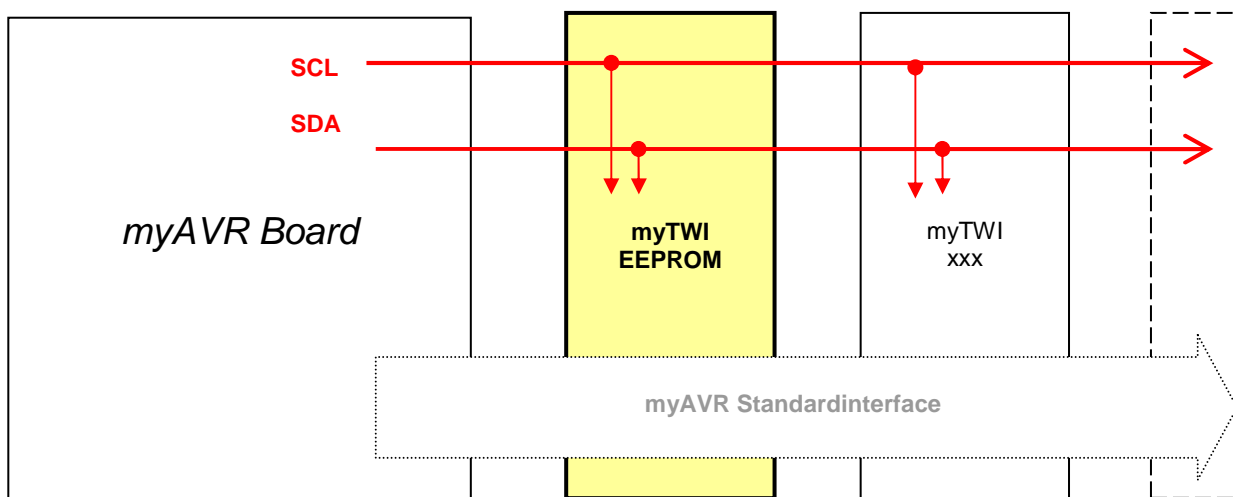 SCL
SDA
myAVR Board
myTWI
EEPROM
myTWI
xxx
myAVR Standardinterface